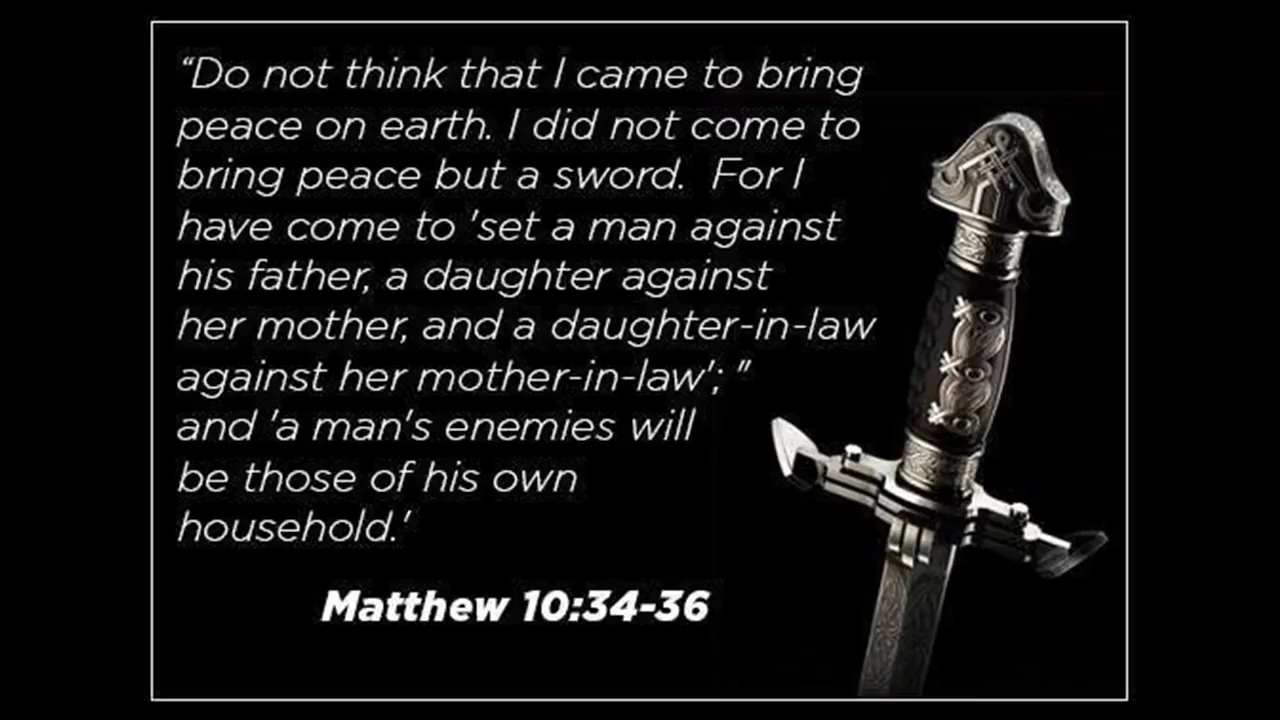 “Do not think that I came to bring
peace on earth. I did not come to
bring peace but a sword.  For I
have come to 'set a man against
his father, a daughter against
her mother, and a daughter-in-law
against her mother-in-law'; "
and 'a man's enemies will
be those of his own
household.'
Matthew 10:34-36